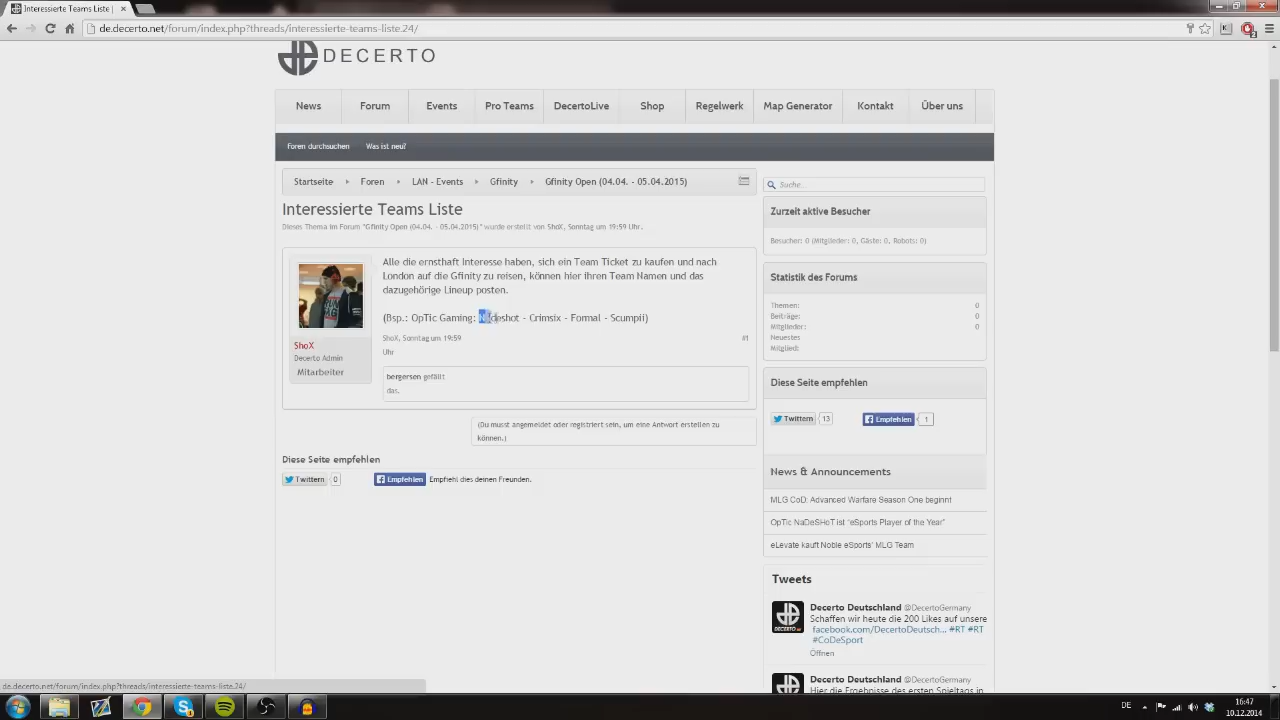 Interessierte Teams Liste |
de.decerto.net/forum/index.php?threads/interessierte-teams-liste.24/
DECERTO
News Forum Events Pro Teams DecertoLive Shop Regelwerk Map Generator Kontakt Über uns
Foren durchsuchen Was ist neu?
Startseite Foren LAN - Events Gfinity Gfinity Open (04.04. - 05.04.2015)
Suche...
Interessierte Teams Liste
Dieses Thema im Forum "Gfinity Open (04.04. - 05.04.2015)" wurde erstellt von ShoX, Sonntag um 19:59 Uhr.
Alle die ernsthaft Interesse haben, sich ein Team Ticket zu kaufen und nach
London auf die Gfinity zu reisen, können hier ihren Team Namen und das
dazugehörige Lineup posten.
(Bsp.: OpTic Gaming: Nadeshot - Crimsix - Formal - Scumpii)
ShoX, Sonntag um 19:59
Uhr
#1
ShoX
Decerto Admin
Mitarbeiter
bergersen gefällt
das.
(Du musst angemeldet oder registriert sein, um eine Antwort erstellen zu
können.)
Diese Seite empfehlen
Twittern 0 Empfehlen Empfiehl dies deinen Freunden.
Zurzeit aktive Besucher
Besucher: 0 (Mitglieder: 0, Gäste: 0, Robots: 0)
Statistik des Forums
Themen: 0
Beiträge: 0
Mitglieder: 0
Neuestes
Mitglied:
Diese Seite empfehlen
Twittern 13 Empfehlen 1
News & Announcements
MLG CoD: Advanced Warfare Season One beginnt
OpTic NaDeSHoT ist "eSports Player of the Year"
eLevate kauft Noble eSports' MLG Team
Tweets
Decerto Deutschland @DecertoGermany
Schaffen wir heute die 200 Likes auf unsere
facebook.com/DecertoDeutsch... #RT #RT
#CoDeSport
Öffnen
Decerto Deutschland @DecertoGermany
Hier die Ergebnisse des ersten Spieltags in
de.decerto.net/forum/index.php?threads/interessierte-teams-liste.24/
DE
16:47
10.12.2014